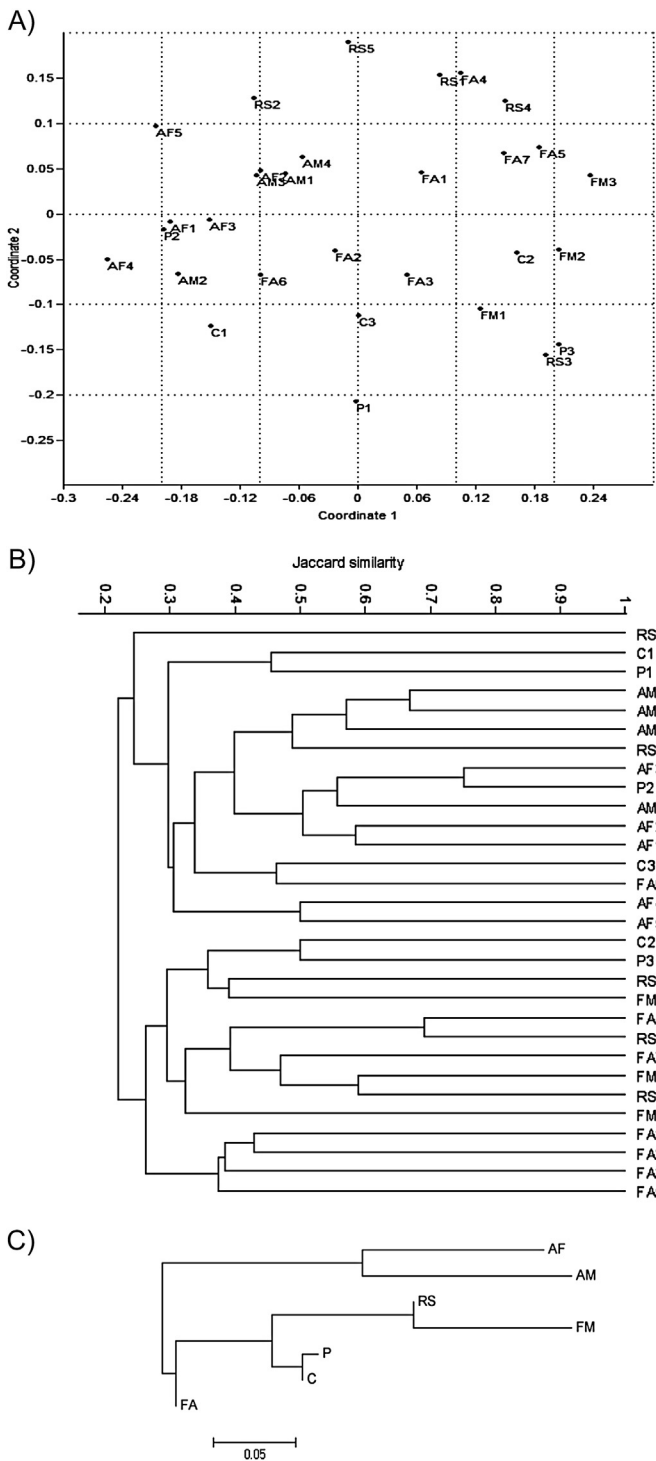 A)
Coordinate 2
0.15
0.1
0.05
0
−0.05
−0.1
−0.15
−0.2
−0.25
RS5
RS1
FA4
RS2
RS4
AF5
AM4
FA7
FA5
AM3
AM1
FA1
FM3
AF1
AF3
P2
AF4
AM2
FA6
FA2
FA3
C2
FM2
C1
C3
FM1
P3
RS3
P1
−0.3 −0.24 −0.18 −0.12 −0.06 0 0.06 0.12 0.18 0.24
Coordinate 1
B)
Jaccard similarity
0.2 0.3 0.4 0.5 0.6 0.7 0.8 0.9 1
RS
C1
P1
AM
AM
AM
RS
AF
P2
AM
AF
AF
C3
FA
AF
AF
C2
P3
RS
FM
FA
RS
FA
FM
RS
FM
FA
FA
FA
FA
C)
AF
AM
RS
FM
P
C
FA
0.05